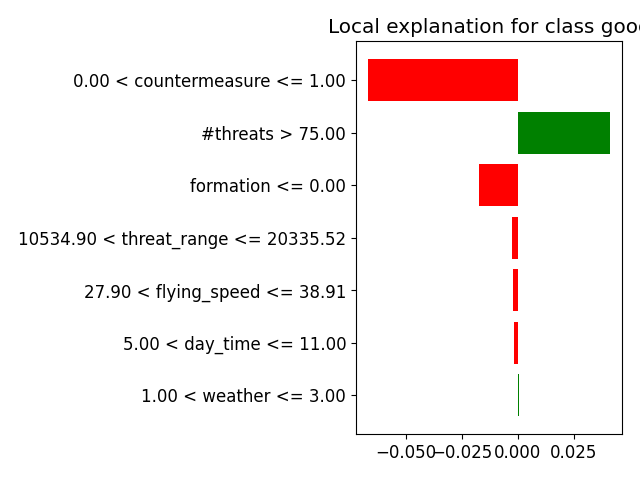 Local explanation for class goo
0.00 < countermeasure <= 1.00
#threats > 75.00
formation <= 0.00
10534.90 < threat_range <= 20335.52
27.90 < flying_speed <= 38.91
5.00 < day_time <= 11.00
1.00 < weather <= 3.00
−0.050 −0.025 0.000 0.025